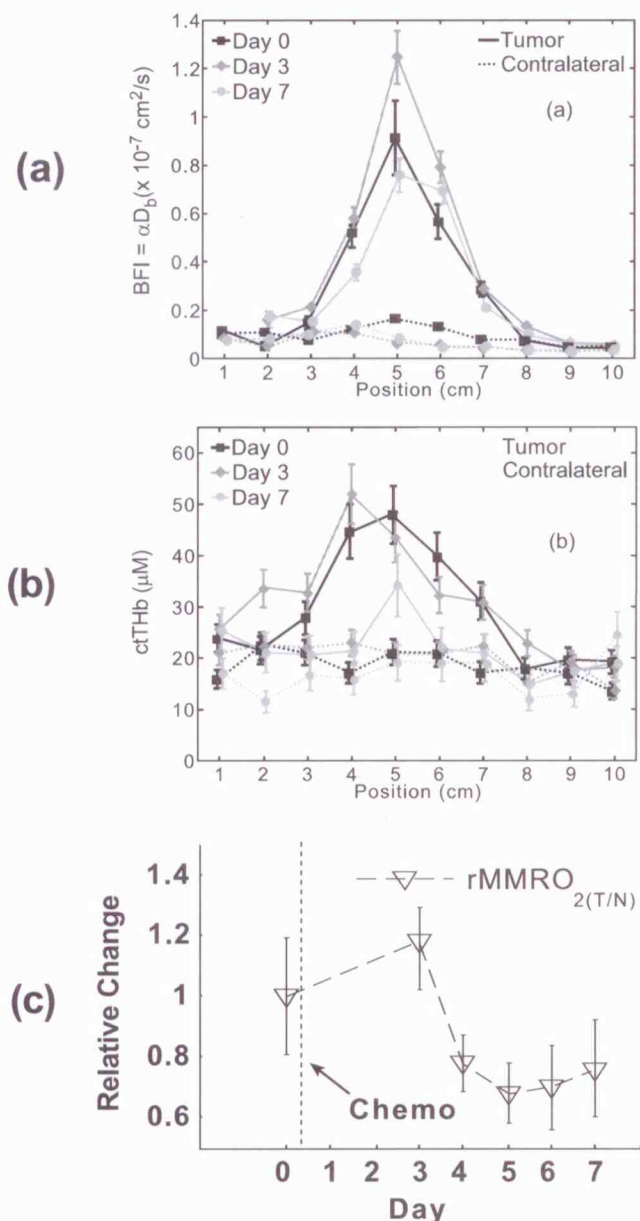 (a)
1.4
1.2
1
0.8
0.6
0.4
0.2
0
BFI = αD_b(x 10⁻⁷ cm²/s)
Day 0
Day 3
Day 7
Tumor
Contralateral
(a)
1 2 3 4 5 6 7 8 9 10
Position (cm)
(b)
60
50
40
30
20
10
0
ctTHb (µM)
Day 0
Day 3
Day 7
Tumor
Contralateral
(b)
1 2 3 4 5 6 7 8 9 10
Position (cm)
(c)
1.4
1.2
1
0.8
0.6
Relative Change
rMMRO 2(T/N)
Chemo
0 1 2 3 4 5 6 7
Day